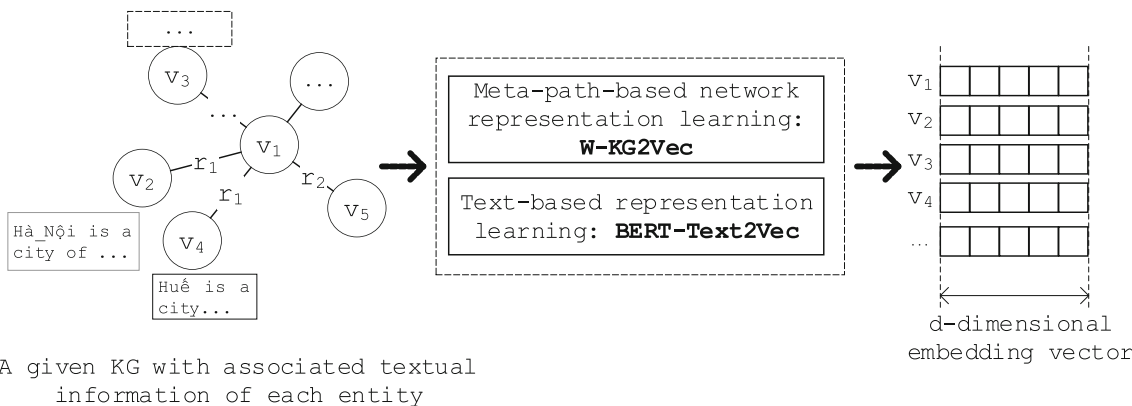 ...
v3
...
...
v1
r1
r2
v2
r1
v5
v4
Hà_Nội is a
city of ...
Huế is a
city...
A given KG with associated textual
information of each entity
Meta-path-based network
representation learning:
W-KG2Vec
Text-based representation
learning: BERT-Text2Vec
v1
v2
v3
v4
...
d-dimensional
embedding vector